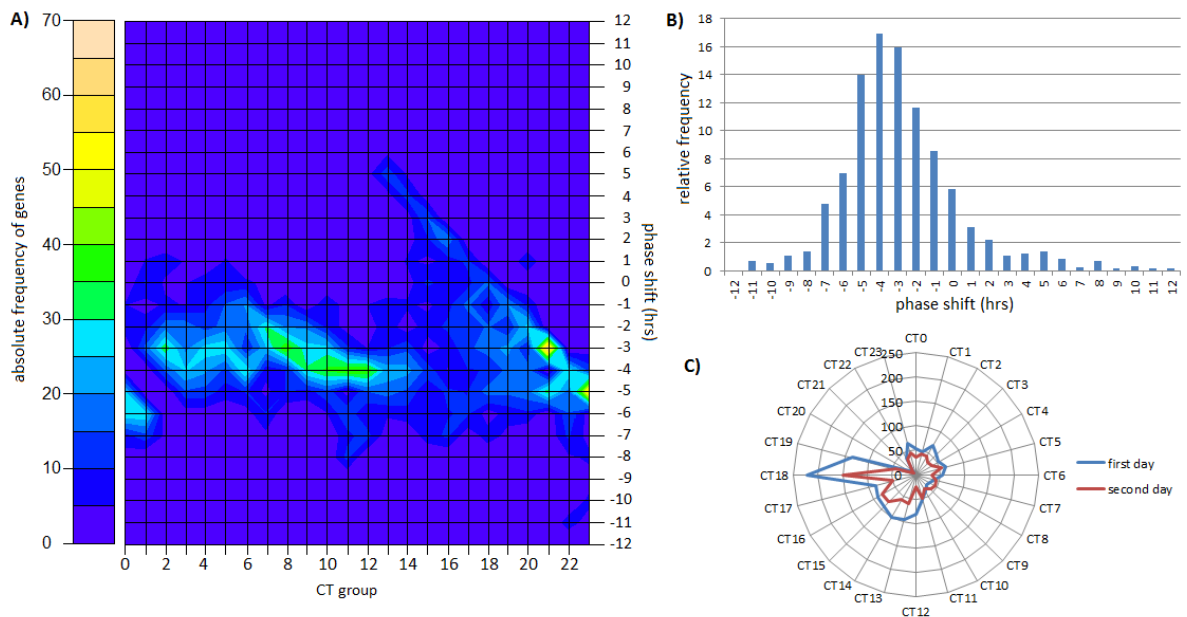 A)
70
60
50
40
30
20
10
0
absolute frequency of genes
0 2 4 6 8 10 12 14 16 18 20 22
CT group
12
11
10
9
8
7
6
5
4
3
2
1
0
-1
-2
-3
-4
-5
-6
-7
-8
-9
-10
-11
-12
phase shift (hrs)
B)
18
16
14
12
10
8
6
4
2
0
relative frequency
-12 -11 -10 -9 -8 -7 -6 -5 -4 -3 -2 -1 0 1 2 3 4 5 6 7 8 9 10 11 12
phase shift (hrs)
C)
250
200
150
100
50
0
CT0
CT1
CT2
CT3
CT4
CT5
CT6
CT7
CT8
CT9
CT10
CT11
CT12
CT13
CT14
CT15
CT16
CT17
CT18
CT19
CT20
CT21
CT22
CT23
first day
second day